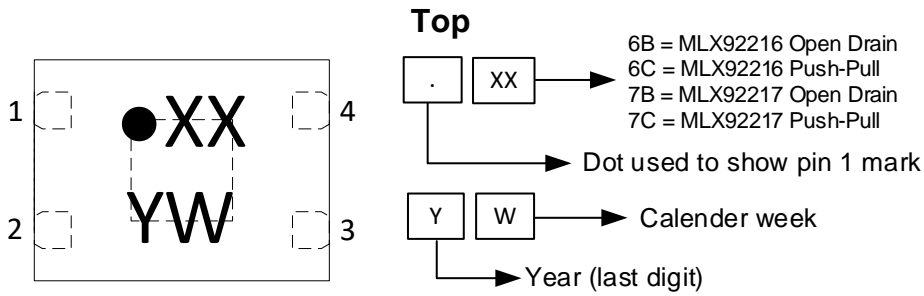 Top
1
●XX
4
2
YW
3
.
XX
6B = MLX92216 Open Drain
6C = MLX92216 Push-Pull
7B = MLX92217 Open Drain
7C = MLX92217 Push-Pull
Dot used to show pin 1 mark
Y
W
Calender week
Year (last digit)